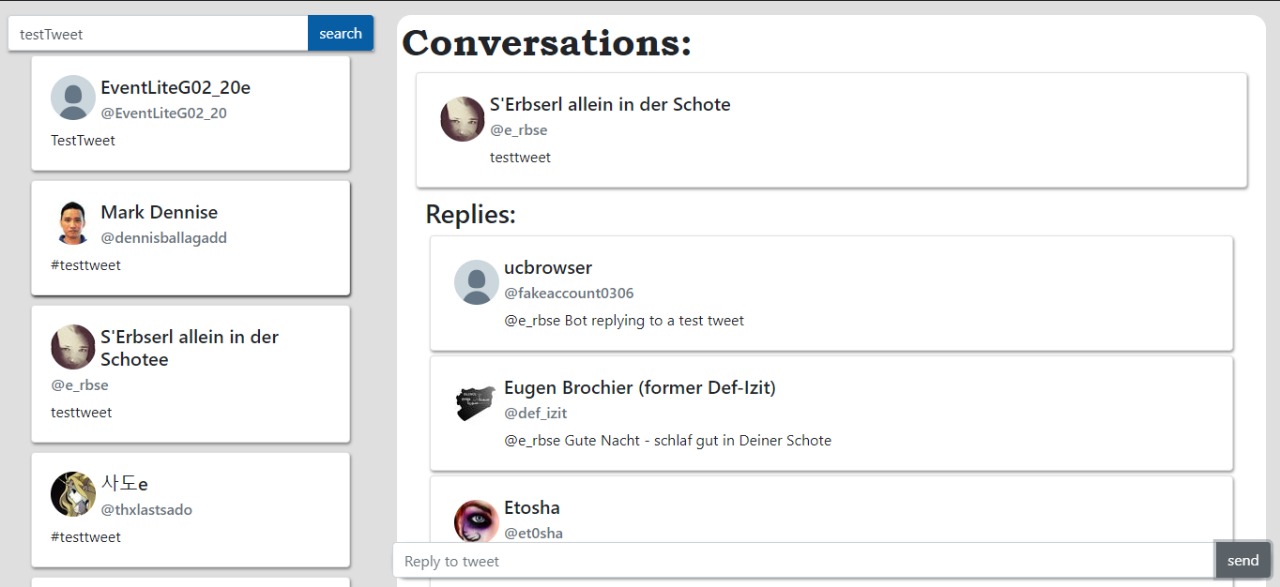 testTweet
search
EventLiteG02_20e
@EventLiteG02_20
TestTweet
Mark Dennise
@dennisballagadd
#testtweet
S'Erbserl allein in der
Schotee
@e_rbse
testtweet
사도e
@thxlastsado
#testtweet
Conversations:
S'Erbserl allein in der Schote
@e_rbse
testtweet
Replies:
ucbrowser
@fakeaccount0306
@e_rbse Bot replying to a test tweet
Eugen Brochier (former Def-Izit)
@def_izit
@e_rbse Gute Nacht - schlaf gut in Deiner Schote
Etosha
@et0sha
Reply to tweet
send